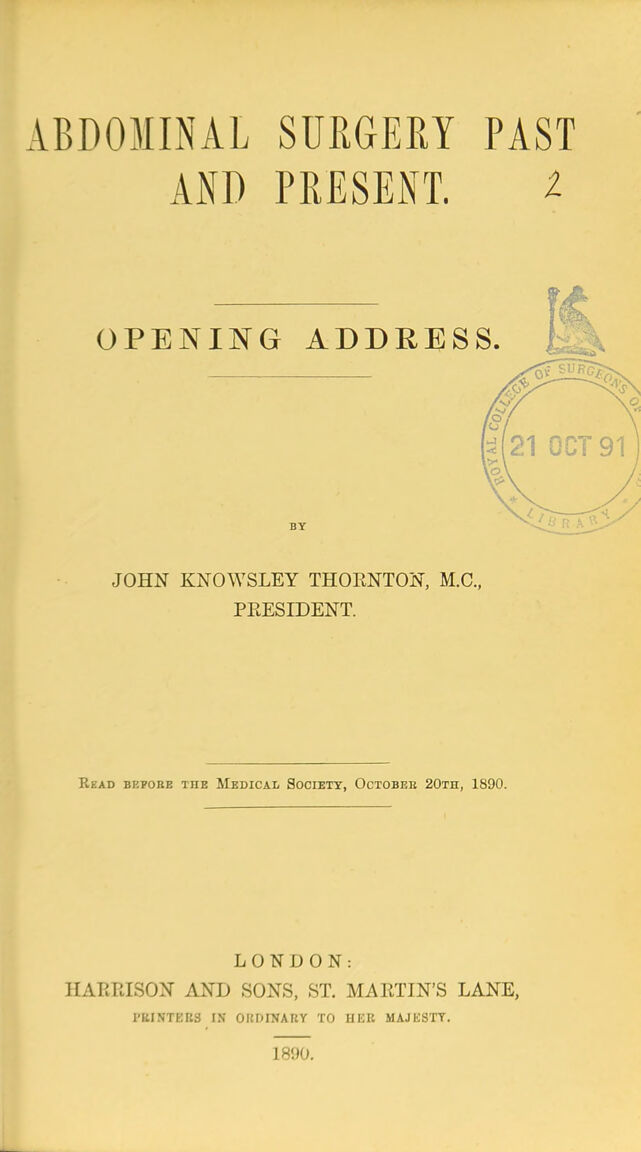 ABDOMINAL SURGERY PAST
AND PRESENT.
2
OPENING ADDRESS.
ROYAL COLLEGE OF SURGEONS OF
21 OCT 91
* LIBRARY *
BY
JOHN KNOWSLEY THORNTON, M.C.,
PRESIDENT.
READ BEFORE THE MEDICAL SOCIETY, OCTOBER 20TH, 1890.
LONDON:
HARRISON AND SONS, ST. MARTIN'S LANE,
PRINTERS IN ORDINARY TO HER MAJESTY.
1890.